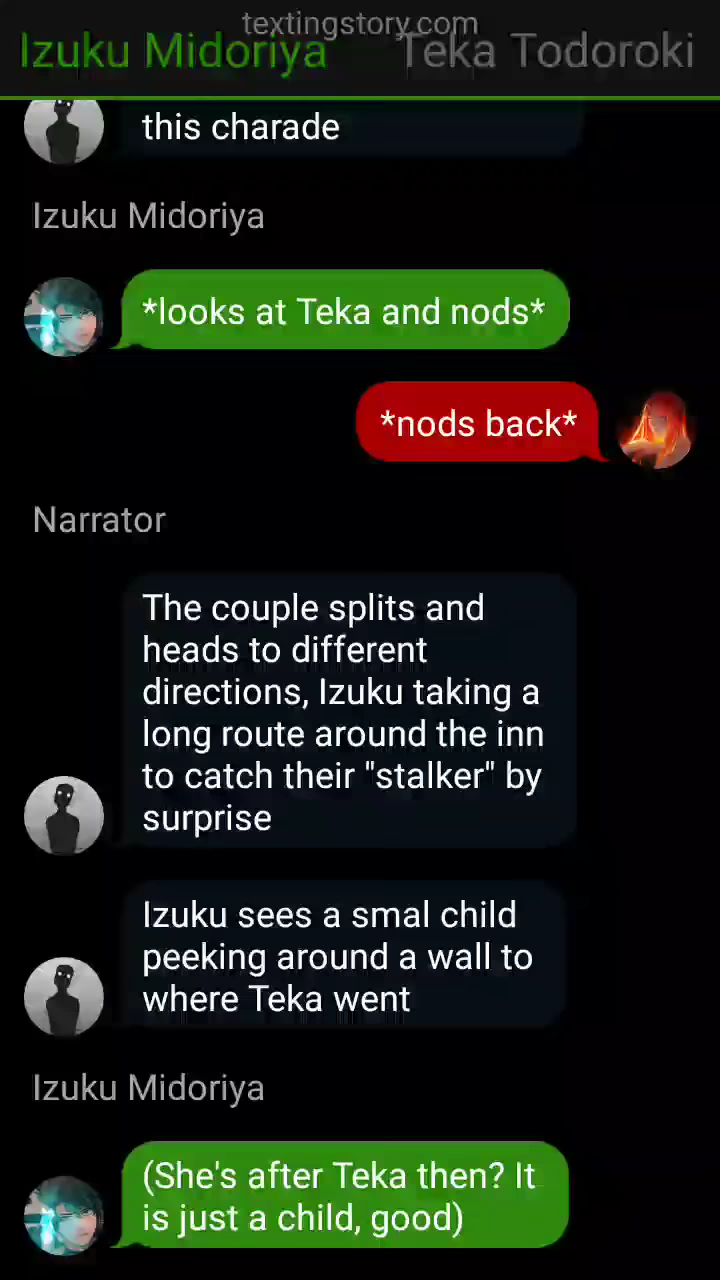 textingstory.com
Izuku Midoriya
Teka Todoroki
this charade
Izuku Midoriya
*looks at Teka and nods*
*nods back*
Narrator
The couple splits and
heads to different
directions, Izuku taking a
long route around the inn
to catch their "stalker" by
surprise
Izuku sees a smal child
peeking around a wall to
where Teka went
Izuku Midoriya
(She's after Teka then? It
is just a child, good)